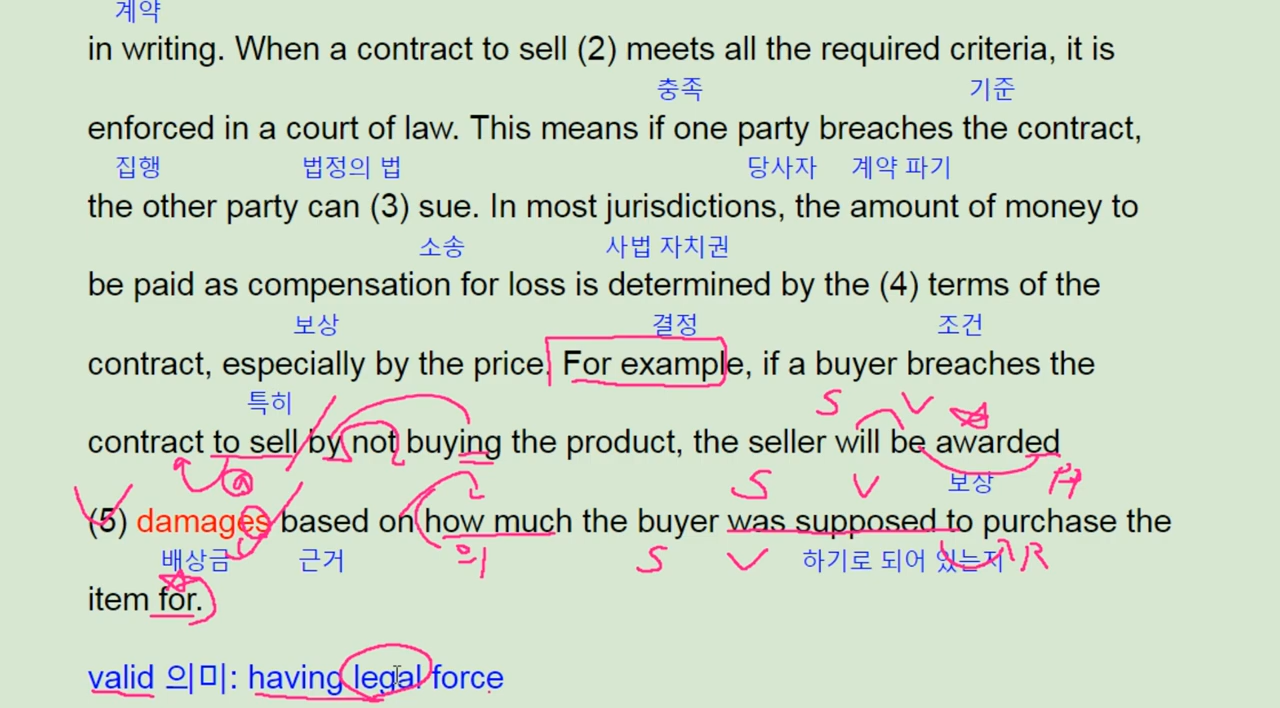 계약
in writing. When a contract to sell (2) meets all the required criteria, it is
충족 기준
enforced in a court of law. This means if one party breaches the contract,
집행 법정의 법 당사자 계약 파기
the other party can (3) sue. In most jurisdictions, the amount of money to
소송 사법 자치권
be paid as compensation for loss is determined by the (4) terms of the
보상 결정 조건
contract, especially by the price. For example, if a buyer breaches the
특히 S V
contract to sell by not buying the product, the seller will be awarded
S V 보상
(5) damages based on how much the buyer was supposed to purchase the
배상금 근거 의 S V 하기로 되어 있는지 R
item for.
valid 의미: having legal force